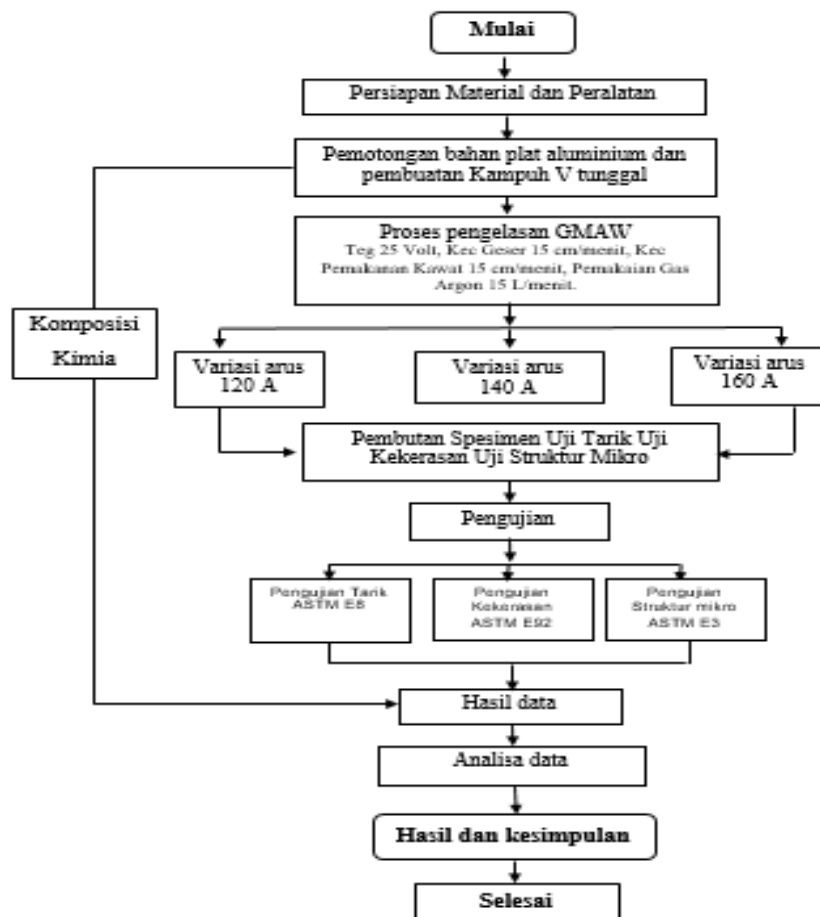 Mulai
Persiapan Material dan Peralatan
Pemotongan bahan plat aluminium dan
pembuatan Kampuh V tunggal
Proses pengelasan GMAW
Teg 25 Volt, Kec Geser 15 cm/menit, Kec
Pemakanan Kawat 15 cm/menit, Pemakaian Gas
Argon 15 L/menit.
Komposisi
Kimia
Variasi arus
120 A
Variasi arus
140 A
Variasi arus
160 A
Pembutan Spesimen Uji Tarik Uji
Kekerasan Uji Struktur Mikro
Pengujian
Pengujian Tarik
ASTM E8
Pengujian
Kekerasan
ASTM E92
Pengujian
Struktur mikro
ASTM E3
Hasil data
Analisa data
Hasil dan kesimpulan
Selesai